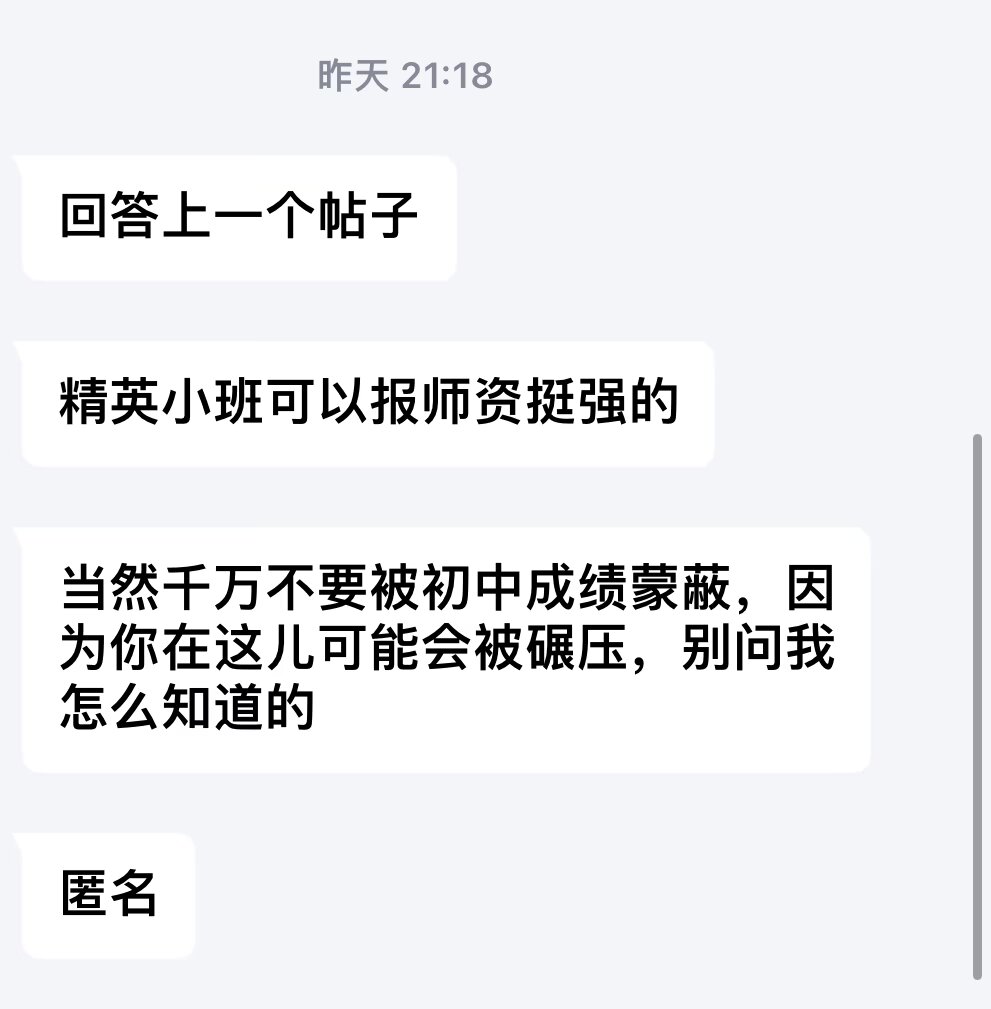 昨天 21:18
回答上一个帖子
精英小班可以报师资挺强的
当然千万不要被初中成绩蒙蔽，因
为你在这儿可能会被碾压，别问我
怎么知道的
匿名